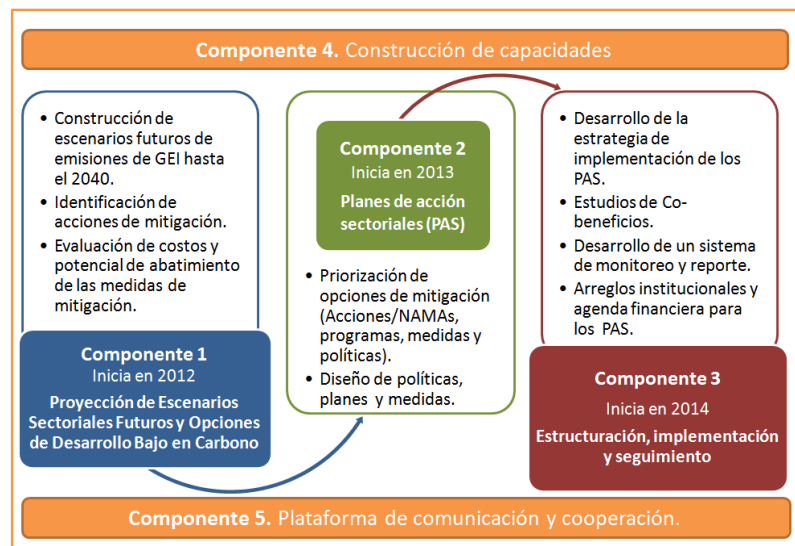 Componente 4. Construcción de capacidades
• Construcción de
escenarios futuros de
emisiones de GEI hasta
el 2040.
• Identificación de
acciones de mitigación.
• Evaluación de costos y
potencial de abatimiento
de las medidas de
mitigación.
Componente 1
Inicia en 2012
Proyección de Escenarios
Sectoriales Futuros y Opciones
de Desarrollo Bajo en Carbono
Componente 2
Inicia en 2013
Planes de acción
sectoriales (PAS)
• Priorización de
opciones de mitigación
(Acciones/NAMAs,
programas, medidas y
políticas).
• Diseño de políticas,
planes y medidas.
• Desarrollo de la
estrategia de
implementación de los
PAS.
• Estudios de Co-
beneficios.
• Desarrollo de un sistema
de monitoreo y reporte.
• Arreglos institucionales y
agenda financiera para
los PAS.
Componente 3
Inicia en 2014
Estructuración, implementación
y seguimiento
Componente 5. Plataforma de comunicación y cooperación.